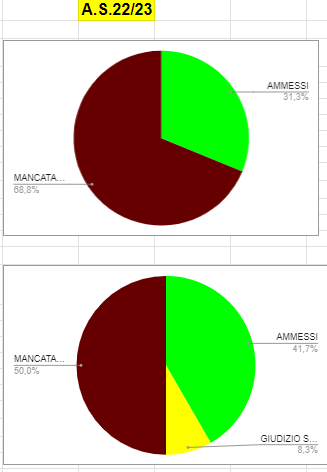 A.S.22/23
AMMESSI
31,3%
MANCATA...
68,8%
MANCATA...
50,0%
AMMESSI
41,7%
GIUDIZIO S...
8,3%